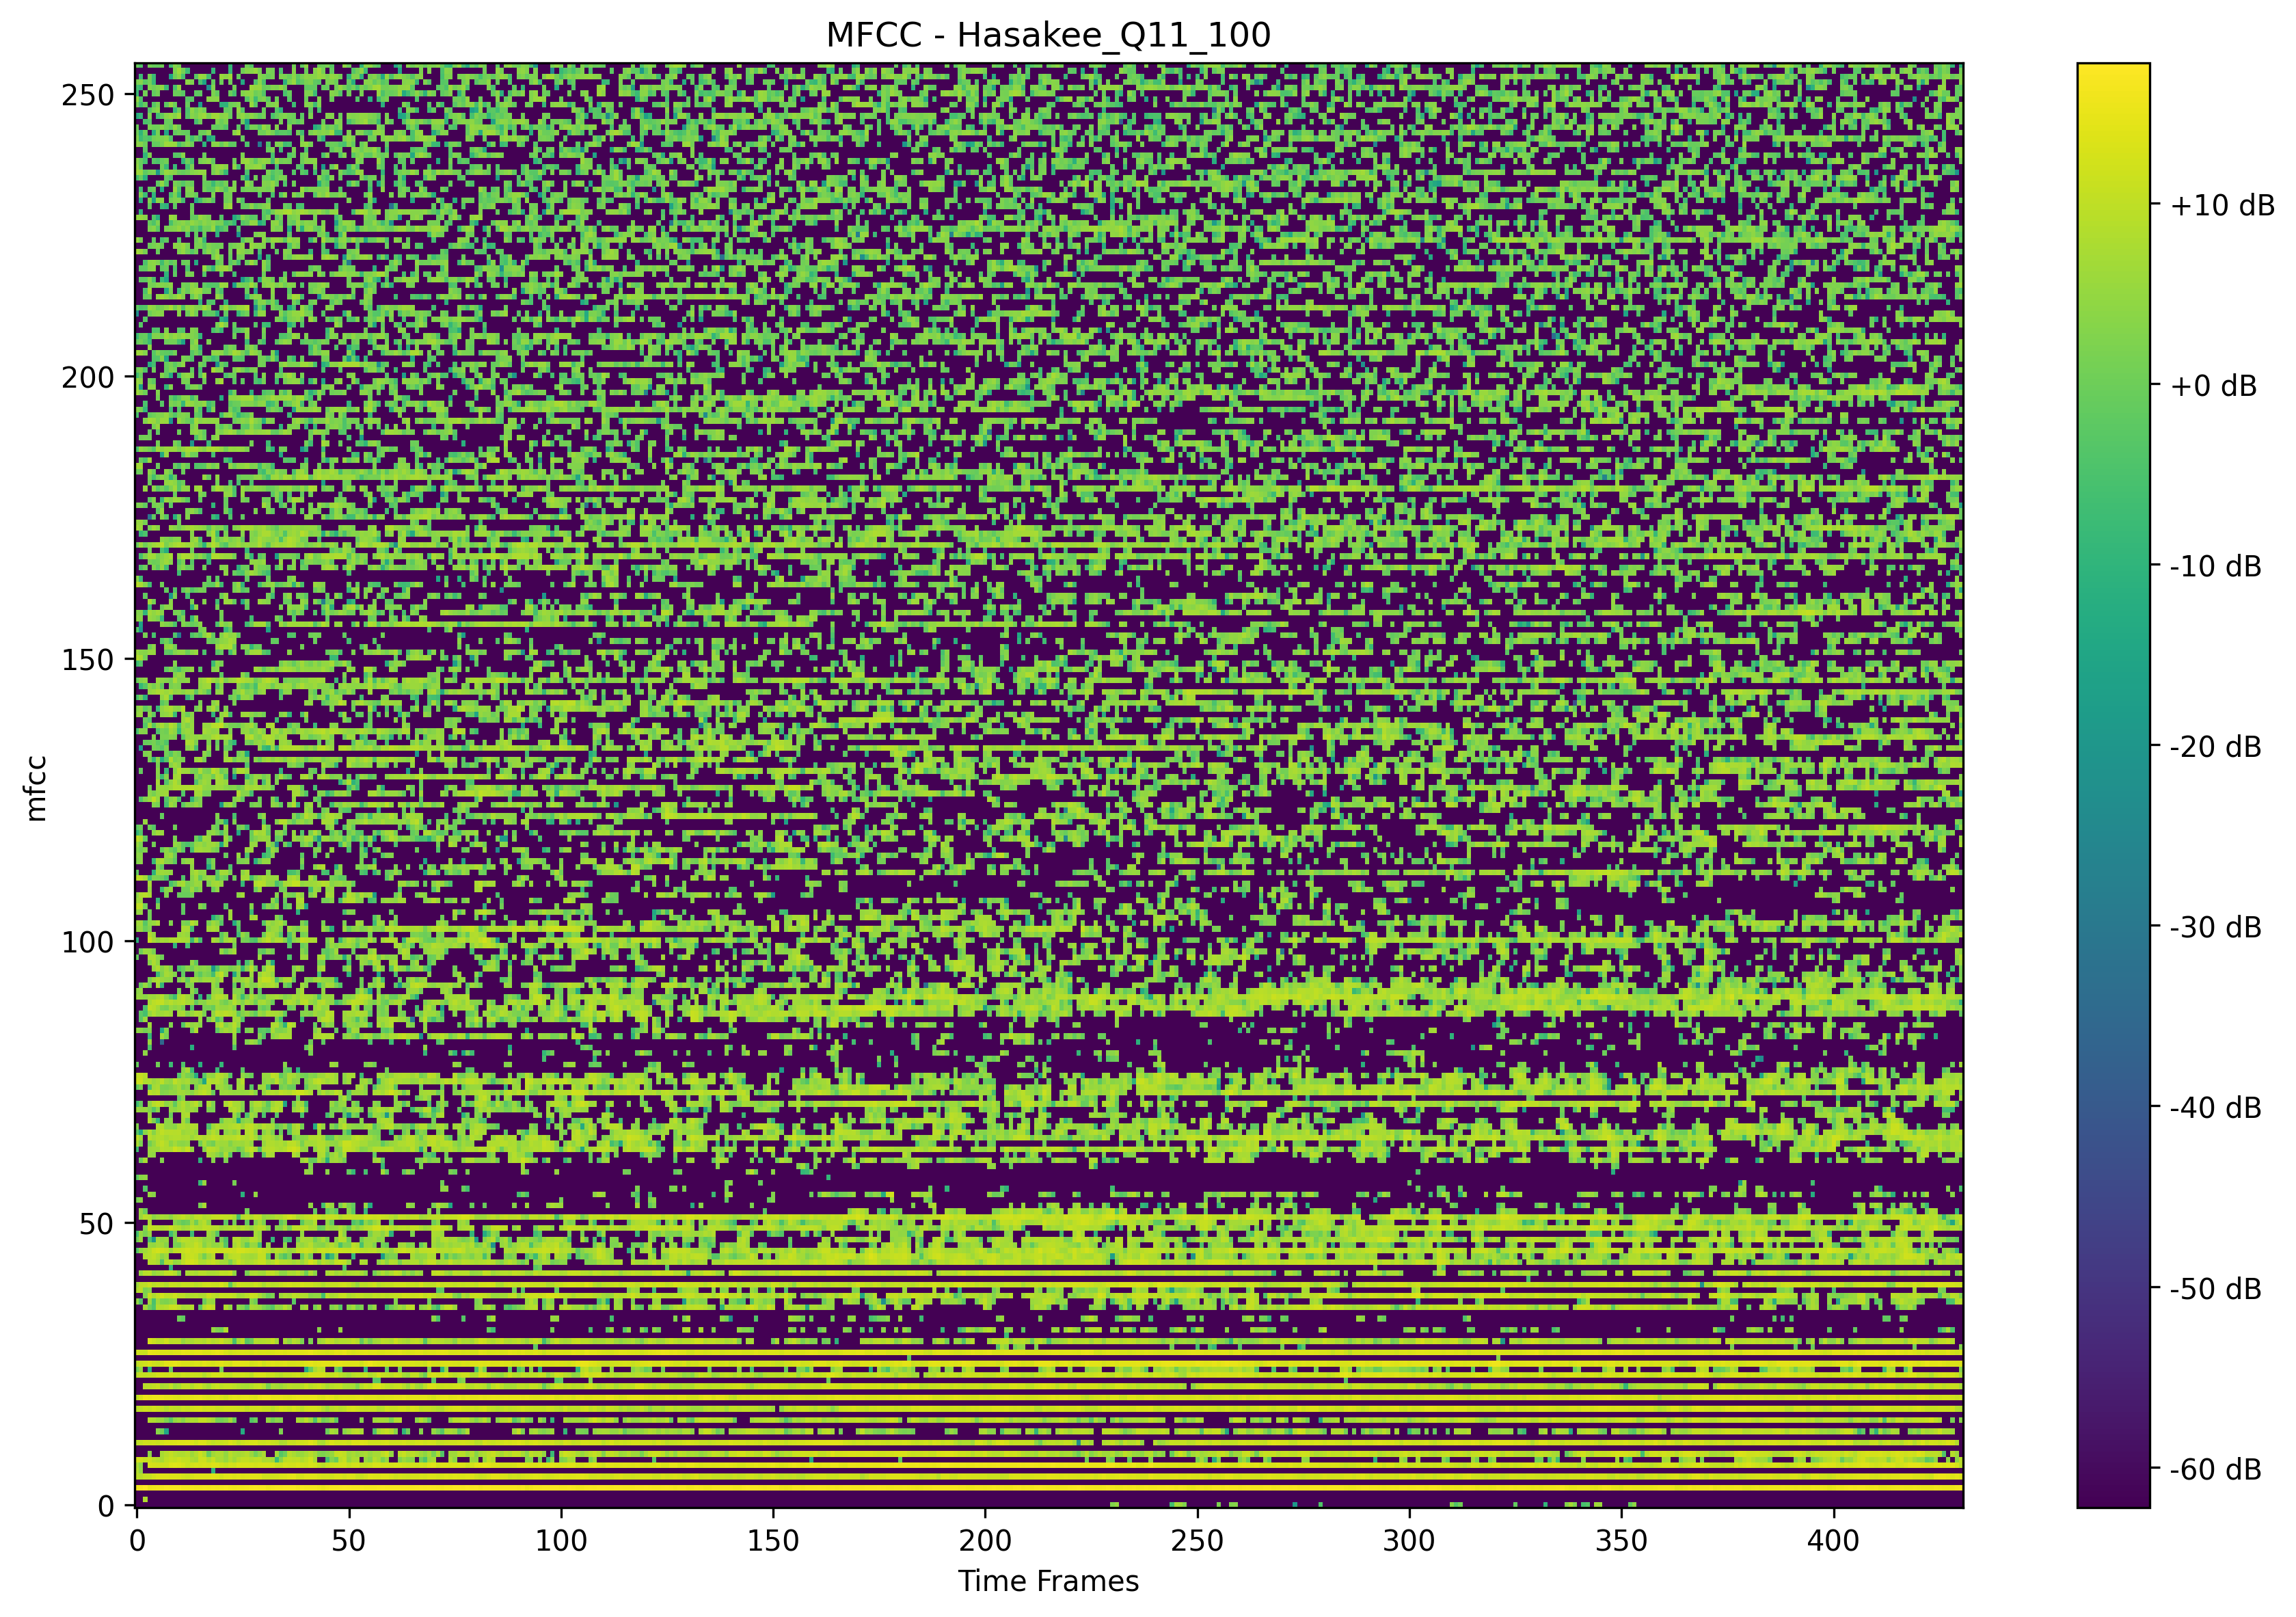 MFCC - Hasakee_Q11_100
250
200
150
100
50
0
mfcc
0 50 100 150 200 250 300 350 400
Time Frames
+10 dB
+0 dB
-10 dB
-20 dB
-30 dB
-40 dB
-50 dB
-60 dB